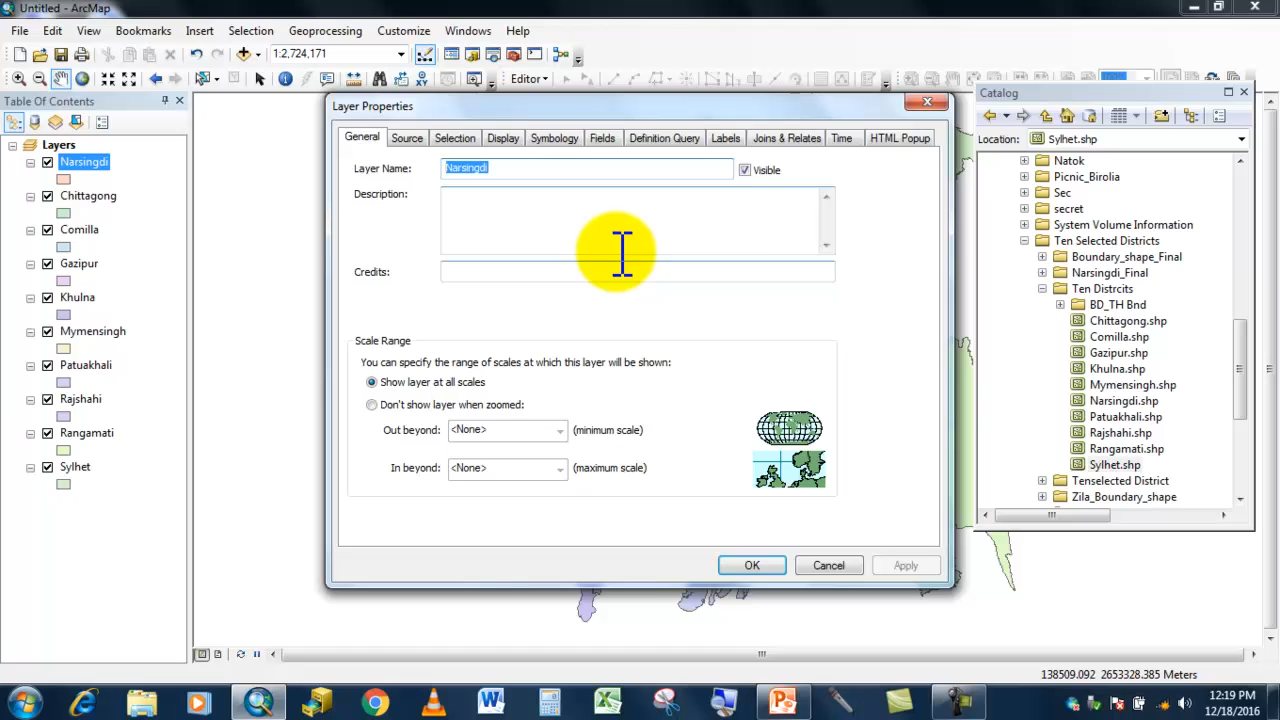 Untitled - ArcMap
File Edit View Bookmarks Insert Selection Geoprocessing Customize Windows Help
1:2,724,171
Editor
Table Of Contents
Layers
Narsingdi
Chittagong
Comilla
Gazipur
Khulna
Mymensingh
Patuakhali
Rajshahi
Rangamati
Sylhet
Layer Properties
General Source Selection Display Symbology Fields Definition Query Labels Joins & Relates Time HTML Popup
Layer Name: Narsingdi Visible
Description:
Credits:
Scale Range
You can specify the range of scales at which this layer will be shown:
Show layer at all scales
Don't show layer when zoomed:
Out beyond: <None> (minimum scale)
In beyond: <None> (maximum scale)
OK Cancel Apply
Catalog
Location: Sylhet.shp
Natok
Picnic_Birolia
Sec
secret
System Volume Information
Ten Selected Districts
Boundary_shape_Final
Narsingdi_Final
Ten Distrcits
BD_TH Bnd
Chittagong.shp
Comilla.shp
Gazipur.shp
Khulna.shp
Mymensingh.shp
Narsingdi.shp
Patuakhali.shp
Rajshahi.shp
Rangamati.shp
Sylhet.shp
Tenselected District
Zila_Boundary_shape
138509.092 2653328.385 Meters
12:19 PM
12/18/2016